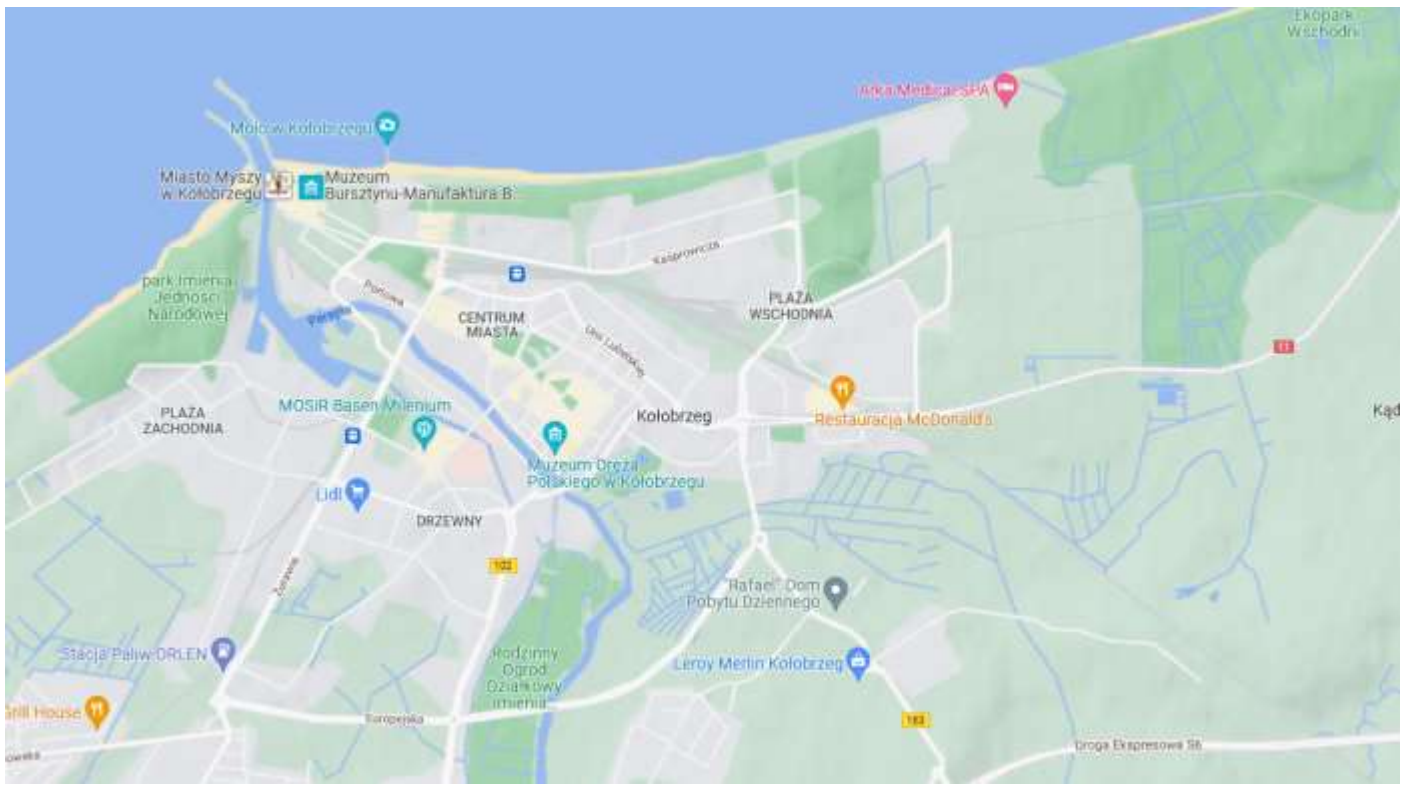 Ekopark
Wschodni
Arka Medical SPA
Molo w Kołobrzegu
Miasto Myszy
w Kołobrzegu
Muzeum
Bursztynu-Manufaktura B...
park Imienia
Jedności
Narodowej
Kasprowicza
Portowa
Parsęta
CENTRUM
MIASTA
PLAŻA
WSCHODNIA
Unii Lubelskiej
11
MOSiR Basen Milenium
PLAŻA
ZACHODNIA
Kołobrzeg
Restauracja McDonald's
Kąd
Muzeum Oręża
Polskiego w Kołobrzegu
Lidl
DRZEWNY
102
Żurawia
"Rafael" Dom
Pobytu Dziennego
Stacja Paliw ORLEN
Rodzinny
Ogród
Działkowy
imienia...
Leroy Merlin Kołobrzeg
Grill House
Europejska
163
Droga Ekspresowa S6
owska